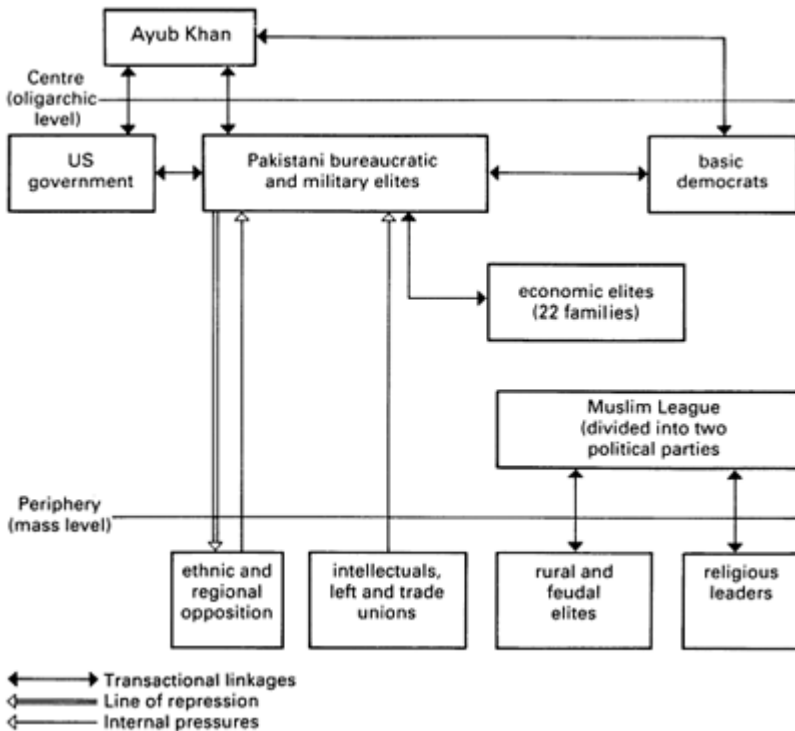 Ayub Khan
Centre
(oligarchic
level)
US
government
Pakistani bureaucratic
and military elites
basic
democrats
economic elites
(22 families)
Muslim League
(divided into two
political parties
Periphery
(mass level)
ethnic and
regional
opposition
intellectuals,
left and trade
unions
rural and
feudal
elites
religious
leaders
Transactional linkages
Line of repression
Internal pressures